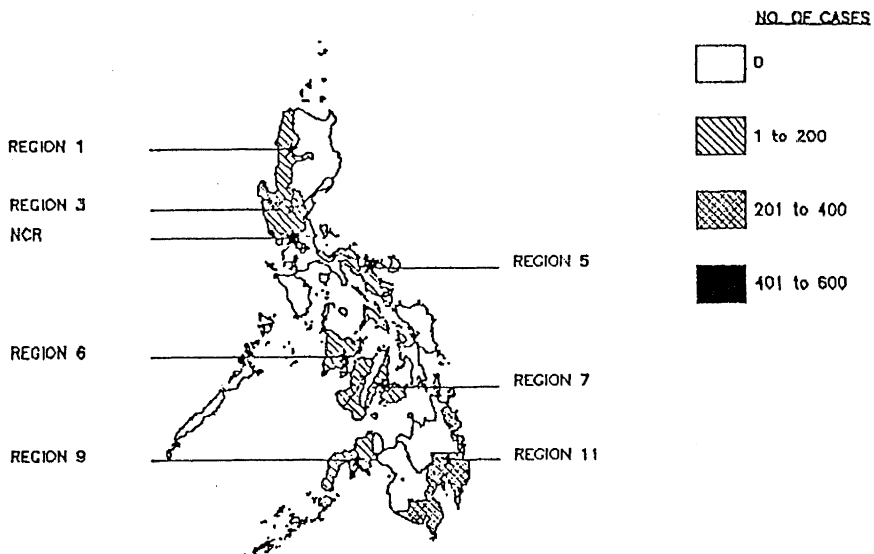 NO. OF CASES
0
1 to 200
201 to 400
401 to 600
REGION 1
REGION 3
NCR
REGION 5
REGION 6
REGION 7
REGION 9
REGION 11